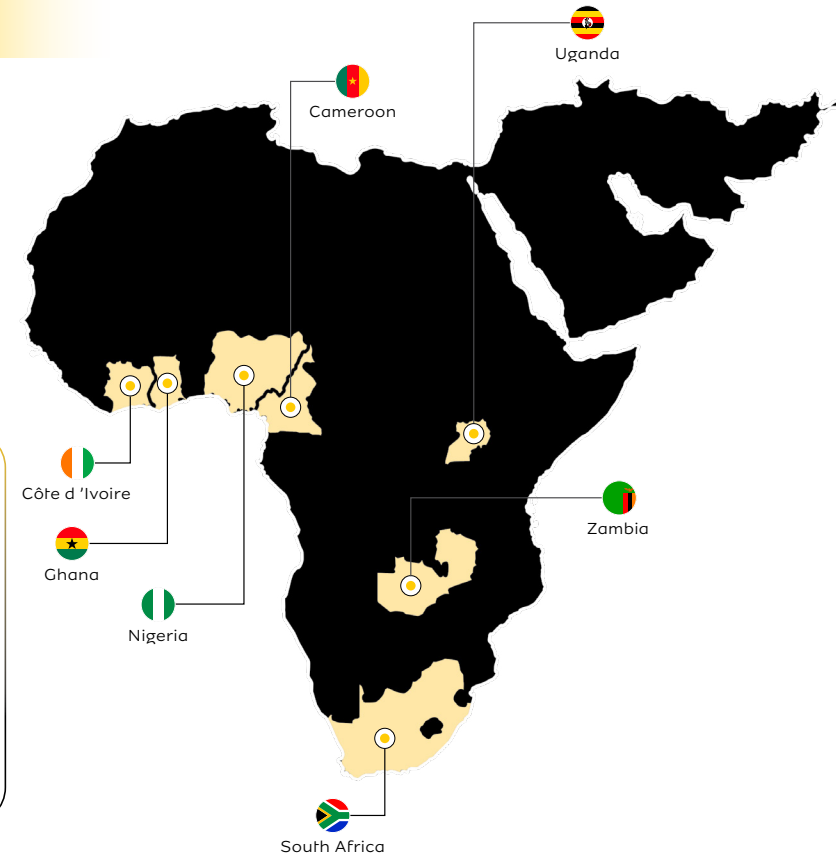 Uganda
Cameroon
Côte d 'Ivoire
Zambia
Ghana
Nigeria
South Africa